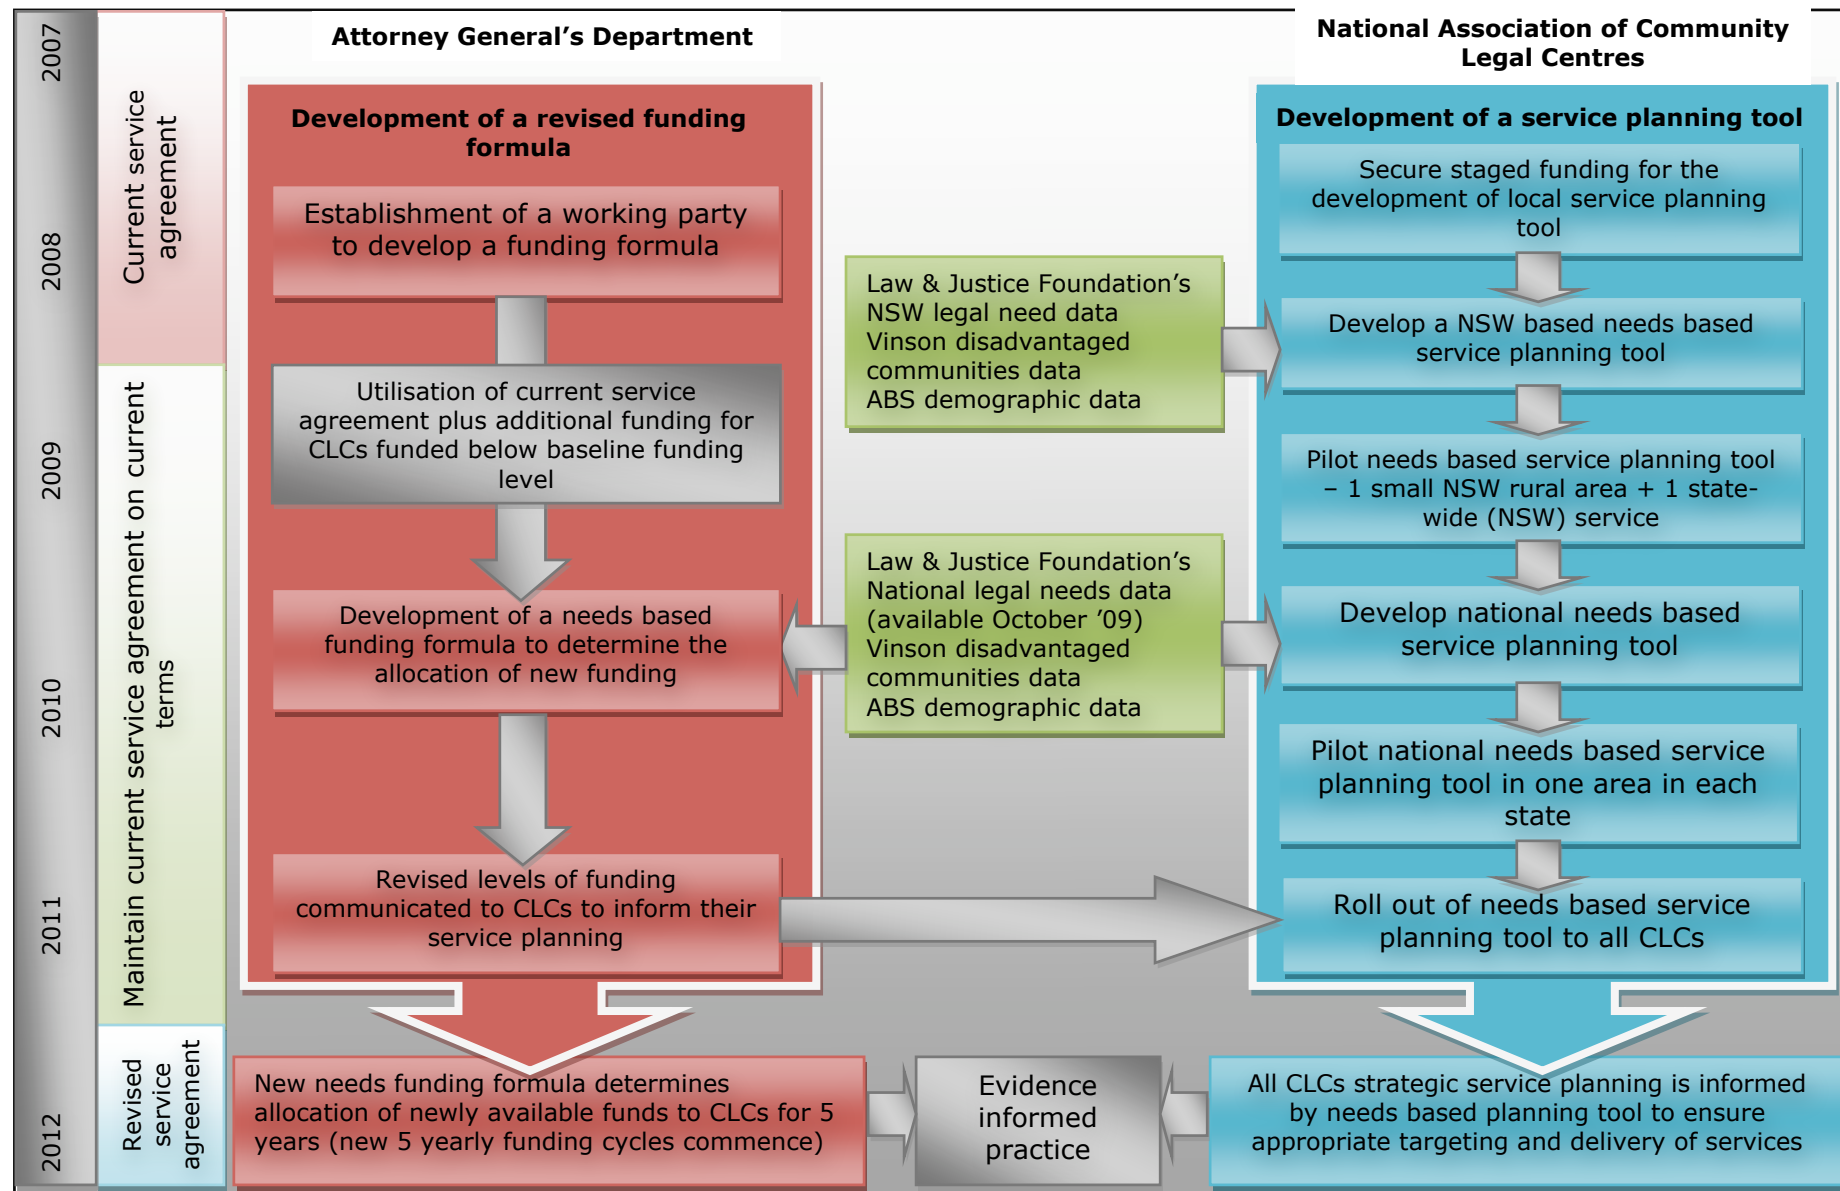 2007
2008
2009
2010
2011
2012
Current service
agreement
Maintain current service agreement on current
terms
Revised
service
agreement
Attorney General’s Department
Development of a revised funding
formula
Establishment of a working party
to develop a funding formula
Utilisation of current service
agreement plus additional funding for
CLCs funded below baseline funding
level
Development of a needs based
funding formula to determine the
allocation of new funding
Revised levels of funding
communicated to CLCs to inform their
service planning
New needs funding formula determines
allocation of newly available funds to CLCs for 5
years (new 5 yearly funding cycles commence)
Law & Justice Foundation’s
NSW legal need data
Vinson disadvantaged
communities data
ABS demographic data
Law & Justice Foundation’s
National legal needs data
(available October ’09)
Vinson disadvantaged
communities data
ABS demographic data
Evidence
informed
practice
National Association of Community
Legal Centres
Development of a service planning tool
Secure staged funding for the
development of local service planning
tool
Develop a NSW based needs based
service planning tool
Pilot needs based service planning tool
– 1 small NSW rural area + 1 state-
wide (NSW) service
Develop national needs based
service planning tool
Pilot national needs based service
planning tool in one area in each
state
Roll out of needs based service
planning tool to all CLCs
All CLCs strategic service planning is informed
by needs based planning tool to ensure
appropriate targeting and delivery of services